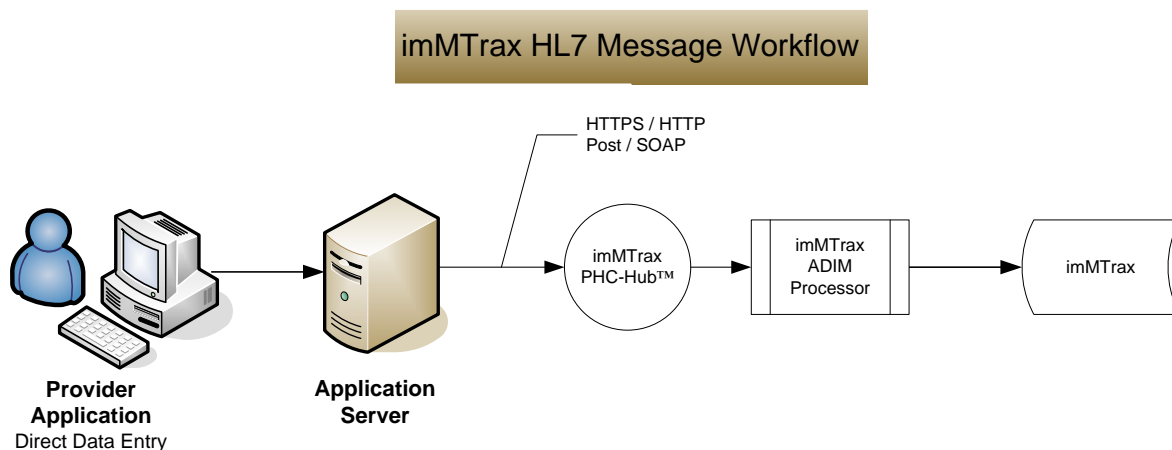 imMTrax HL7 Message Workflow
HTTPS / HTTP
Post / SOAP
imMTrax
PHC-Hub™
imMTrax
ADIM
Processor
imMTrax
Provider
Application
Direct Data Entry
Application
Server